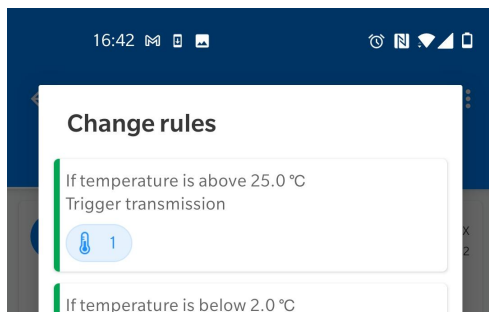 16:42
Change rules
If temperature is above 25.0 °C
Trigger transmission
1
X
2
If temperature is below 2.0 °C